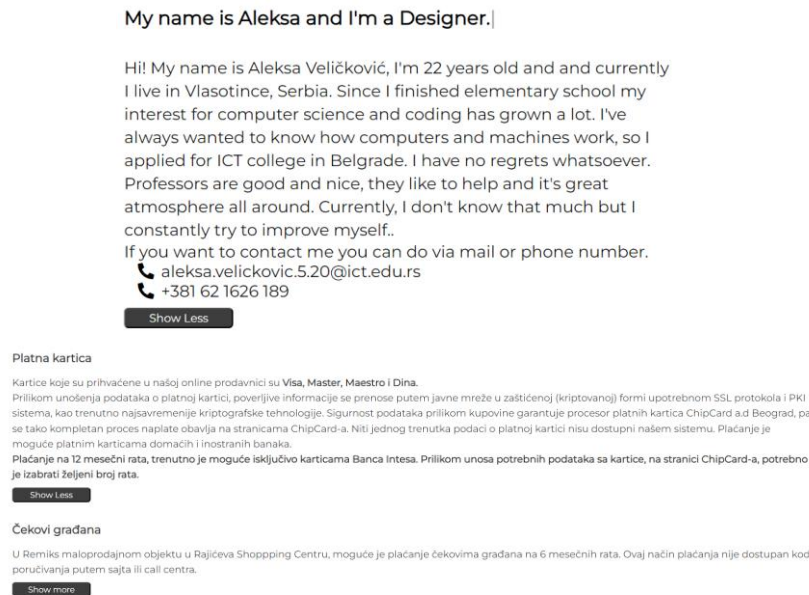 My name is Aleksa and I'm a Designer.|
Hi! My name is Aleksa Veličković, I'm 22 years old and and currently
I live in Vlasotince, Serbia. Since I finished elementary school my
interest for computer science and coding has grown a lot. I've
always wanted to know how computers and machines work, so I
applied for ICT college in Belgrade. I have no regrets whatsoever.
Professors are good and nice, they like to help and it's great
atmosphere all around. Currently, I don't know that much but I
constantly try to improve myself..
If you want to contact me you can do via mail or phone number.
aleksa.velickovic.5.20@ict.edu.rs
+381 62 1626 189
Show Less
Platna kartica
Kartice koje su prihvaćene u našoj online prodavnici su Visa, Master, Maestro i Dina.
Prilikom unošenja podataka o platnoj kartici, poverljive informacije se prenose putem javne mreže u zaštićenoj (kriptovanoj) formi upotrebnom SSL protokola i PKI
sistema, kao trenutno najsavremenije kriptografske tehnologije. Sigurnost podataka prilikom kupovine garantuje procesor platnih kartica ChipCard a.d Beograd, pa
se tako kompletan proces naplate obavlja na stranicama ChipCard-a. Niti jednog trenutka podaci o platnoj kartici nisu dostupni našem sistemu. Plaćanje je
moguće platnim karticama domaćih i inostranih banaka.
Plaćanje na 12 mesečni rata, trenutno je moguće isključivo karticama Banca Intesa. Prilikom unosa potrebnih podataka sa kartice, na stranici ChipCard-a, potrebno
je izabrati željeni broj rata.
Show Less
Čekovi građana
U Remiks maloprodajnom objektu u Rajićeva Shoppping Centru, moguće je plaćanje čekovima građana na 6 mesečnih rata. Ovaj način plaćanja nije dostupan kod
poručivanja putem sajta ili call centra.
Show more